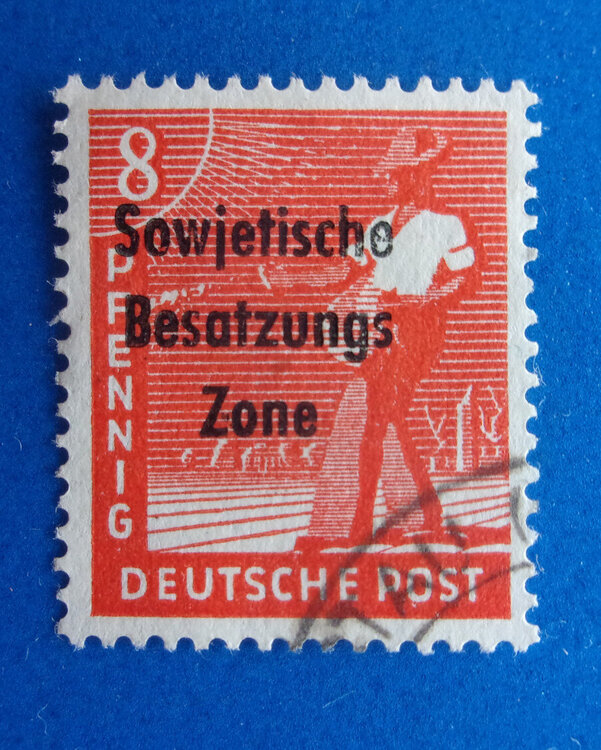 8
PFENNIG
Sowjetische
Besatzungs
Zone
DEUTSCHE POST